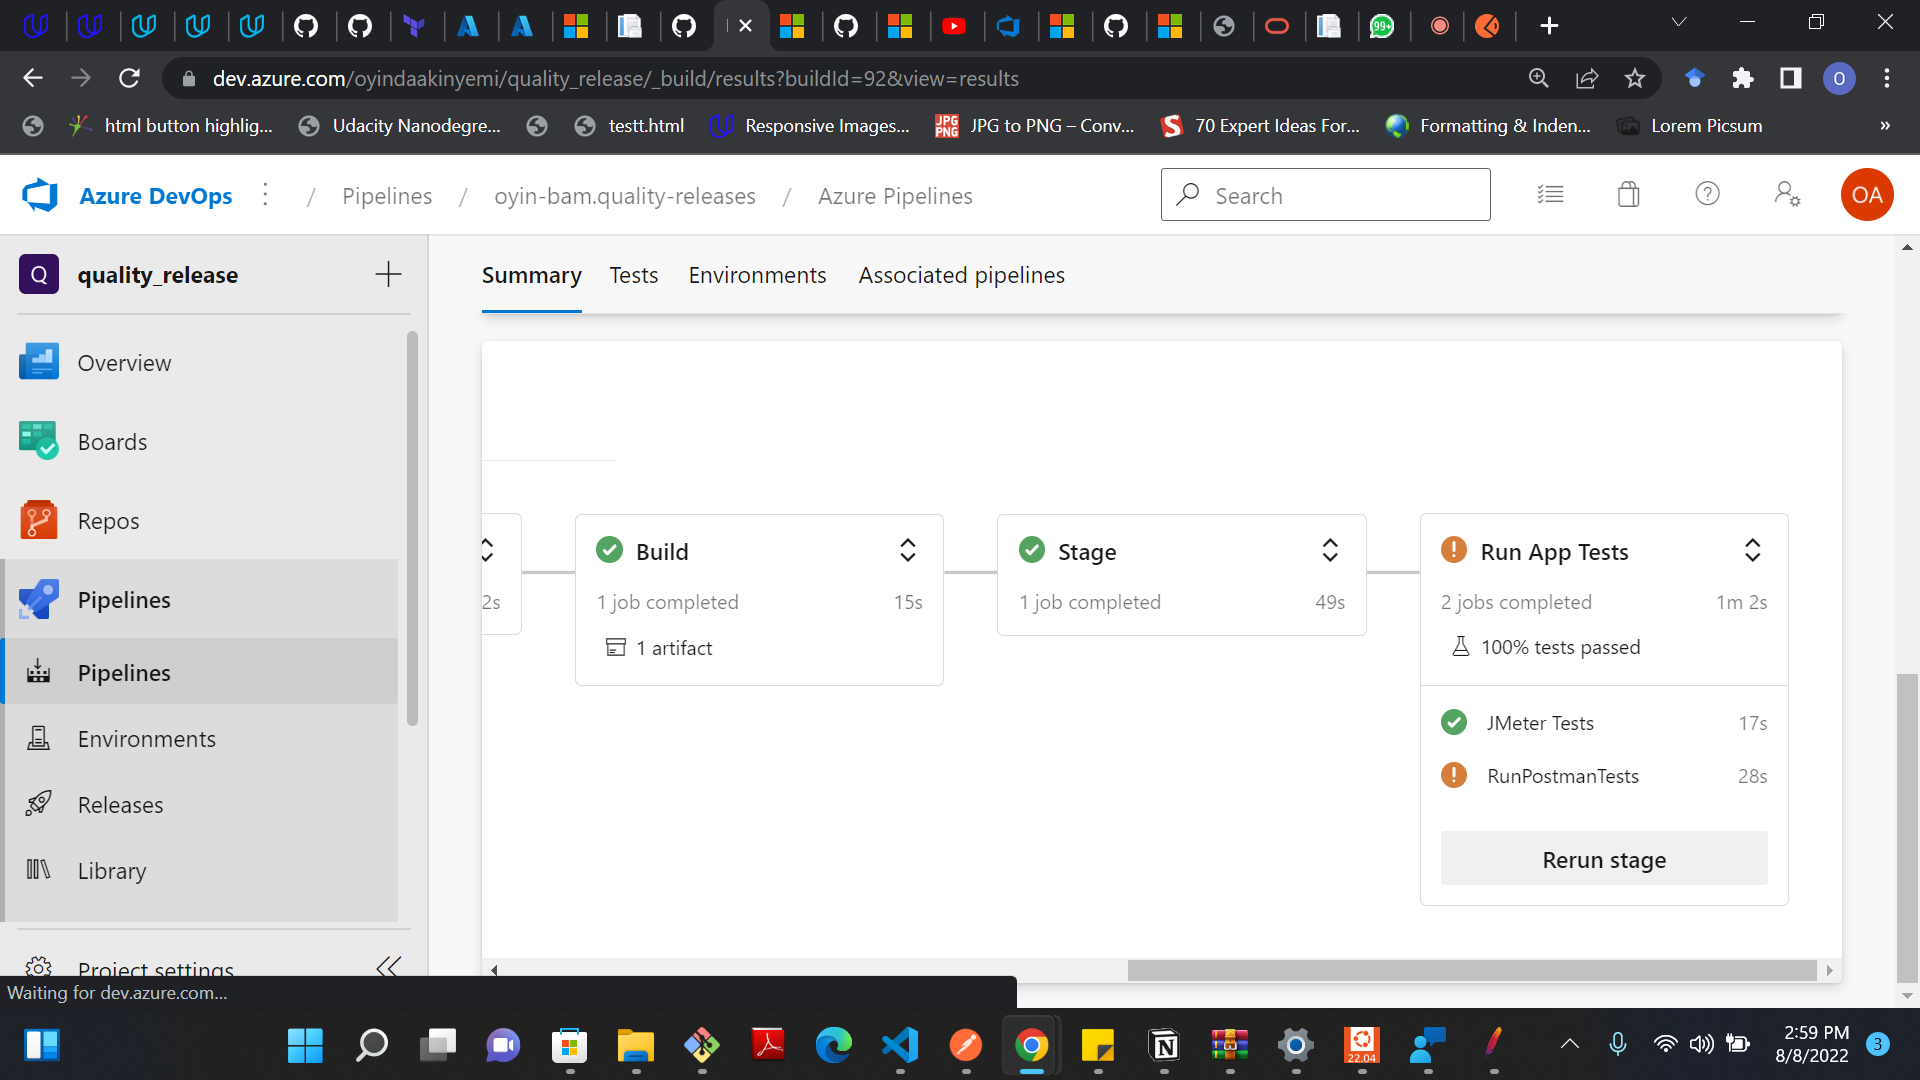 dev.azure.com/oyindaakinyemi/quality_release/_build/results?buildId=92&view=results
O
html button highlig...
Udacity Nanodegre...
testt.html
Responsive Images...
JPG PNG
JPG to PNG – Conv...
70 Expert Ideas For...
Formatting & Inden...
Lorem Picsum
»
Azure DevOps
/ Pipelines / oyin-bam.quality-releases / Azure Pipelines
Search
OA
Q quality_release
Summary Tests Environments Associated pipelines
Overview
Boards
Repos
Pipelines
Pipelines
Environments
Releases
Library
Project settings
2s
Build
1 job completed 15s
1 artifact
Stage
1 job completed 49s
Run App Tests
2 jobs completed 1m 2s
100% tests passed
JMeter Tests 17s
RunPostmanTests 28s
Rerun stage
Waiting for dev.azure.com...
22.04
2:59 PM
8/8/2022
3
99+